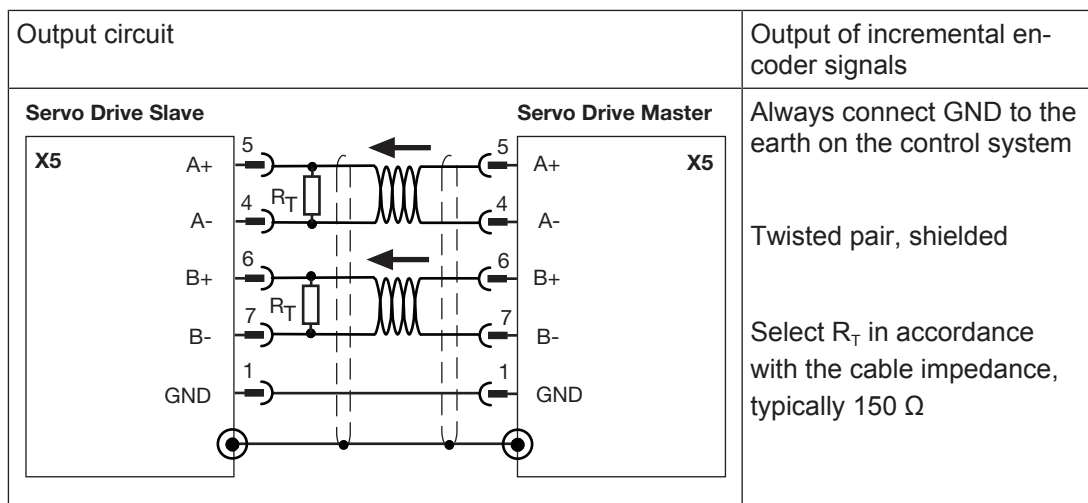 Output circuit
Output of incremental en-
coder signals
Servo Drive Slave
Servo Drive Master
X5
A+
5
5
A+
X5
RT
A-
4
4
A-
B+
6
6
B+
RT
B-
7
7
B-
GND
1
1
GND
Always connect GND to the
earth on the control system
Twisted pair, shielded
Select RT in accordance
with the cable impedance,
typically 150 Ω